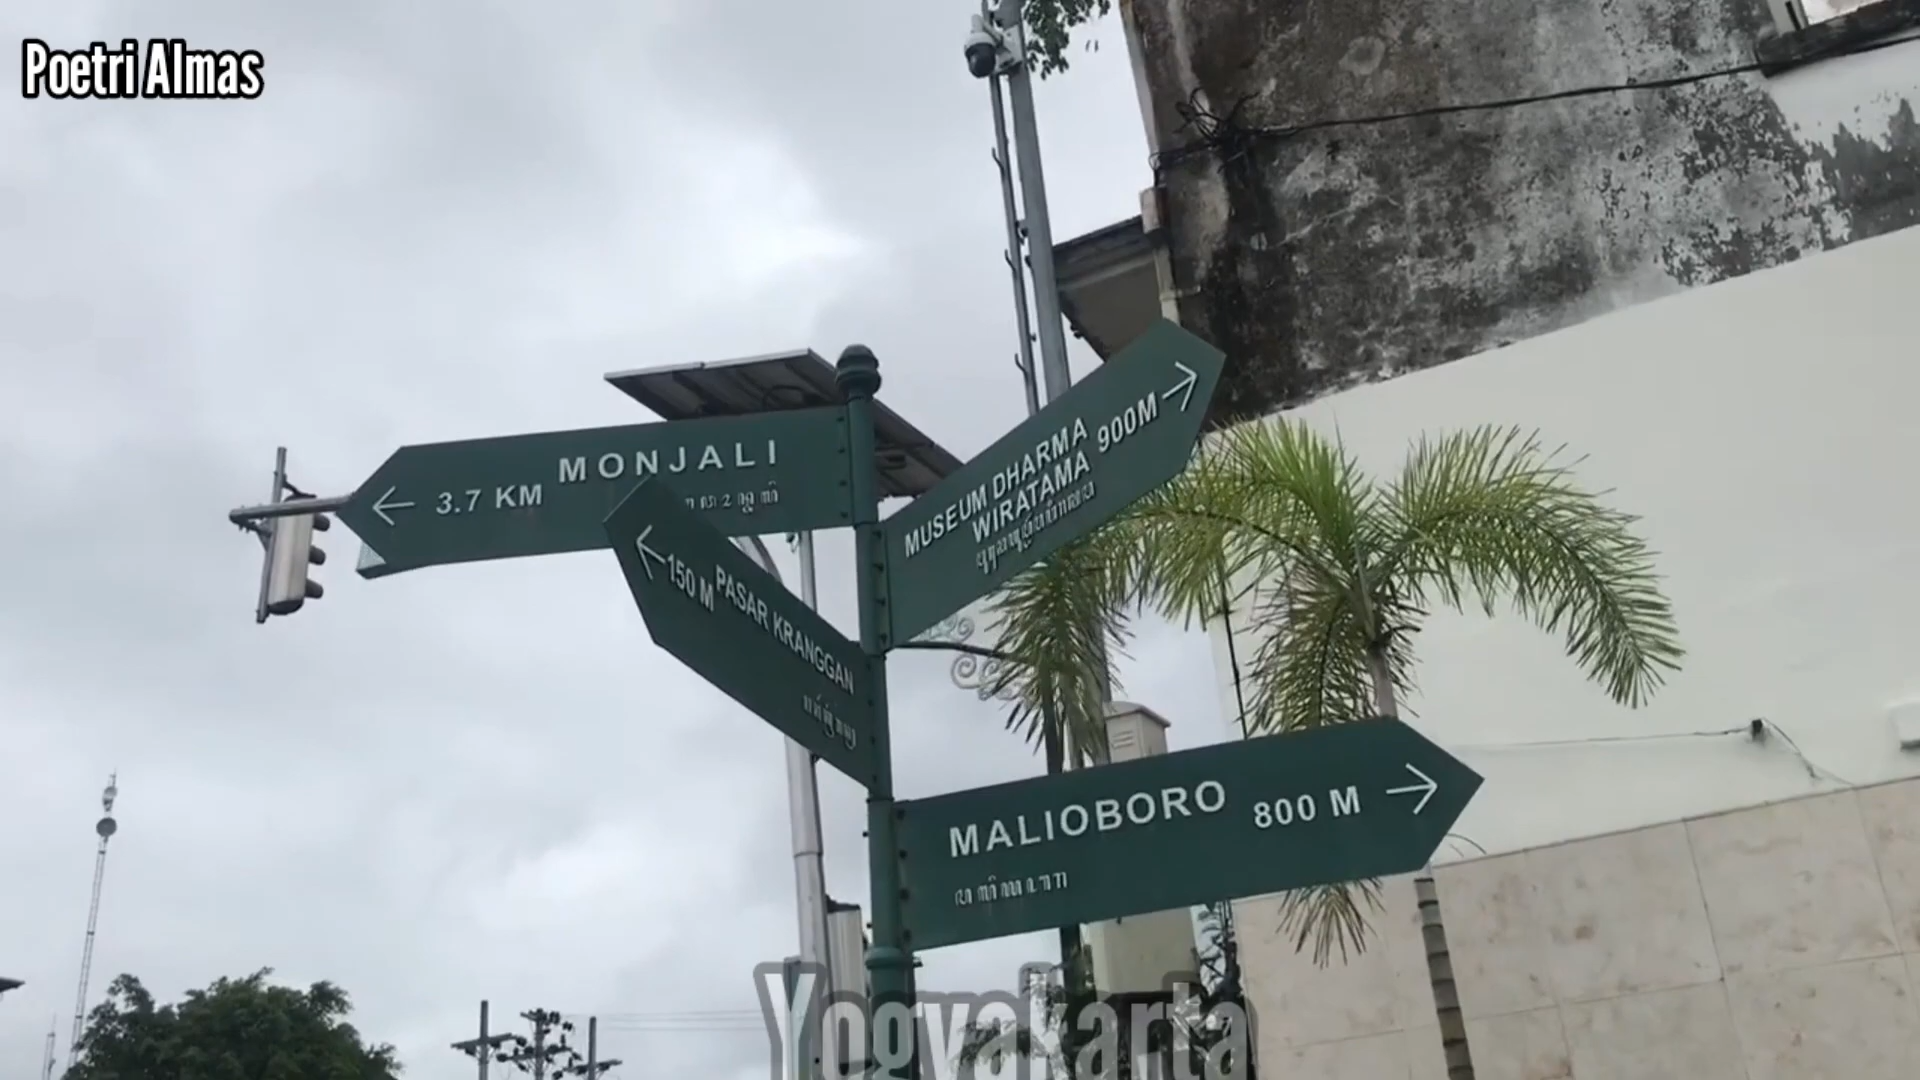 Poetri Almas
MONJALI
3.7 KM
MUSEUM DHARMA
WIRATAMA
900M
150 M
PASAR KRANGGAN
MALIOBORO
800 M
Yogyakarta